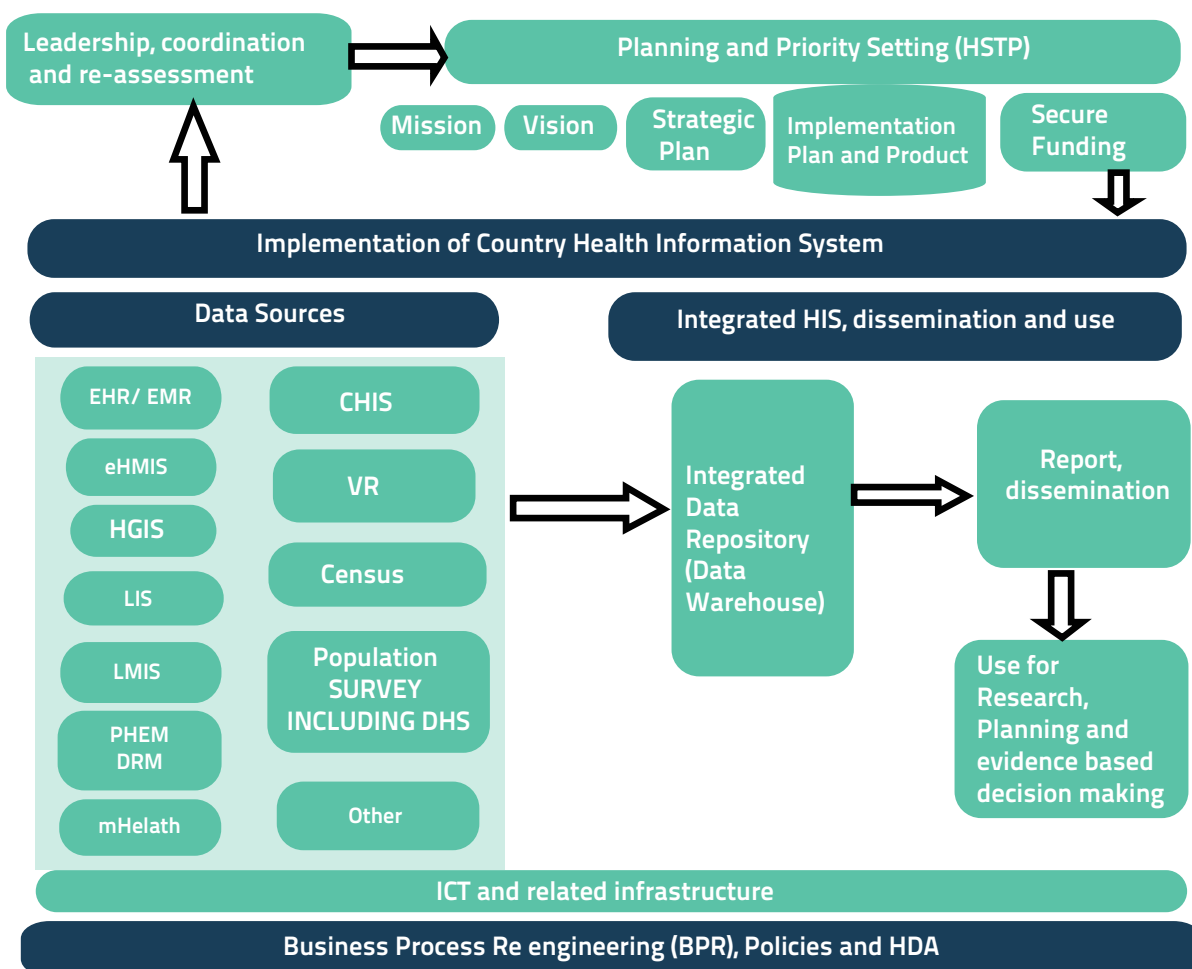 Leadership, coordination
and re-assessment
Planning and Priority Setting (HSTP)
Mission
Vision
Strategic
Plan
Implementation
Plan and Product
Secure
Funding
Implementation of Country Health Information System
Data Sources
Integrated HIS, dissemination and use
EHR/ EMR
eHMIS
HGIS
LIS
LMIS
PHEM
DRM
mHelath
CHIS
VR
Census
Population
SURVEY
INCLUDING DHS
Other
Integrated
Data
Repository
(Data
Warehouse)
Report,
dissemination
Use for
Research,
Planning and
evidence based
decision making
ICT and related infrastructure
Business Process Re engineering (BPR), Policies and HDA